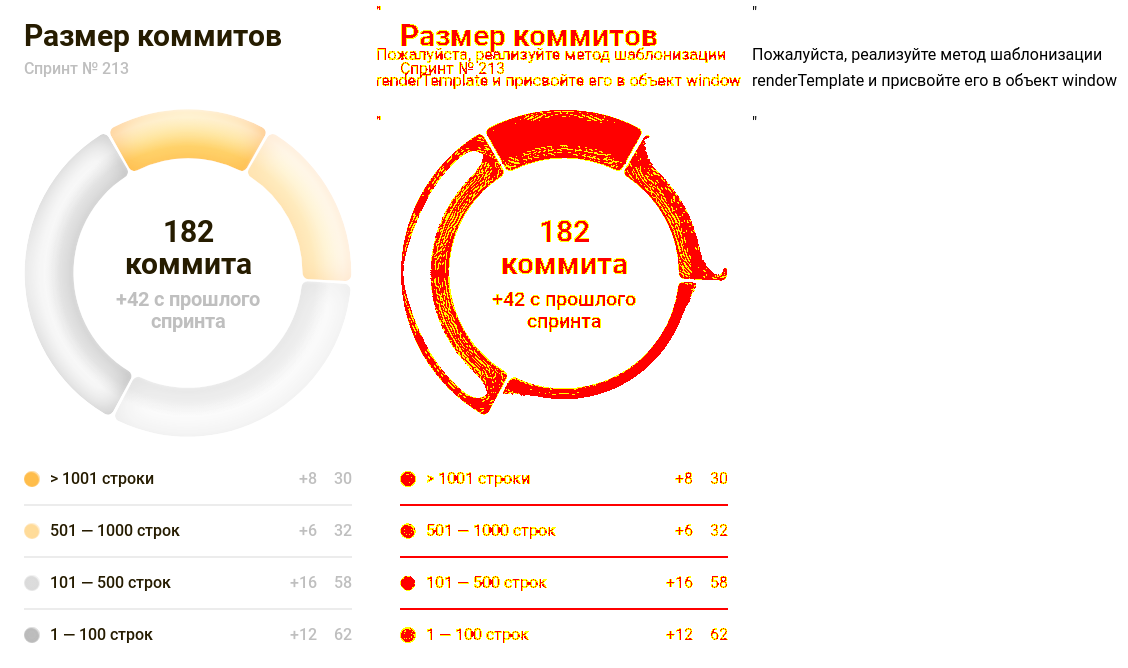 Размер коммитов
Спринт № 213
182
коммита
+42 с прошлого
спринта
> 1001 строки +8 30
501 — 1000 строк +6 32
101 — 500 строк +16 58
1 — 100 строк +12 62
"
Размер коммитов
Пожалуйста, реализуйте метод шаблонизации
Спринт № 213
renderTemplate и присвойте его в объект window
"
182
коммита
+42 с прошлого
спринта
> 1001 строки +8 30
501 — 1000 строк +6 32
101 — 500 строк +16 58
1 — 100 строк +12 62
"
Пожалуйста, реализуйте метод шаблонизации
renderTemplate и присвойте его в объект window
"